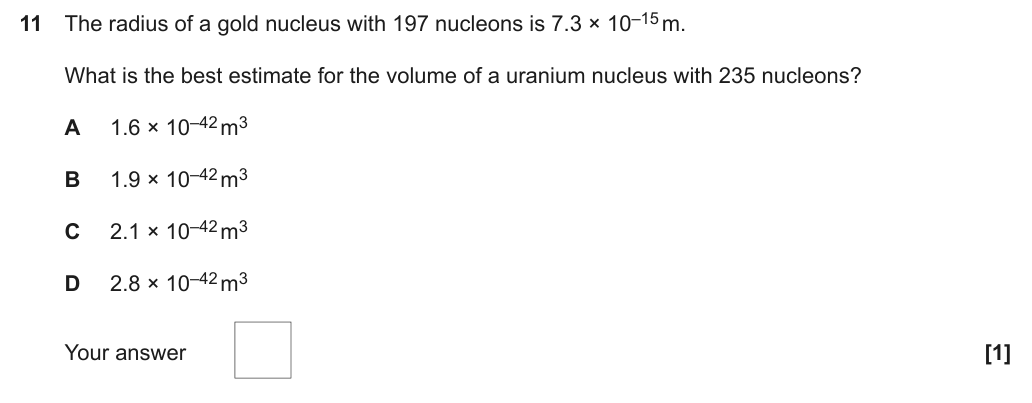 11 The radius of a gold nucleus with 197 nucleons is 7.3 × 10⁻¹⁵ m.
What is the best estimate for the volume of a uranium nucleus with 235 nucleons?
A 1.6 × 10⁻⁴² m³
B 1.9 × 10⁻⁴² m³
C 2.1 × 10⁻⁴² m³
D 2.8 × 10⁻⁴² m³
Your answer [1]